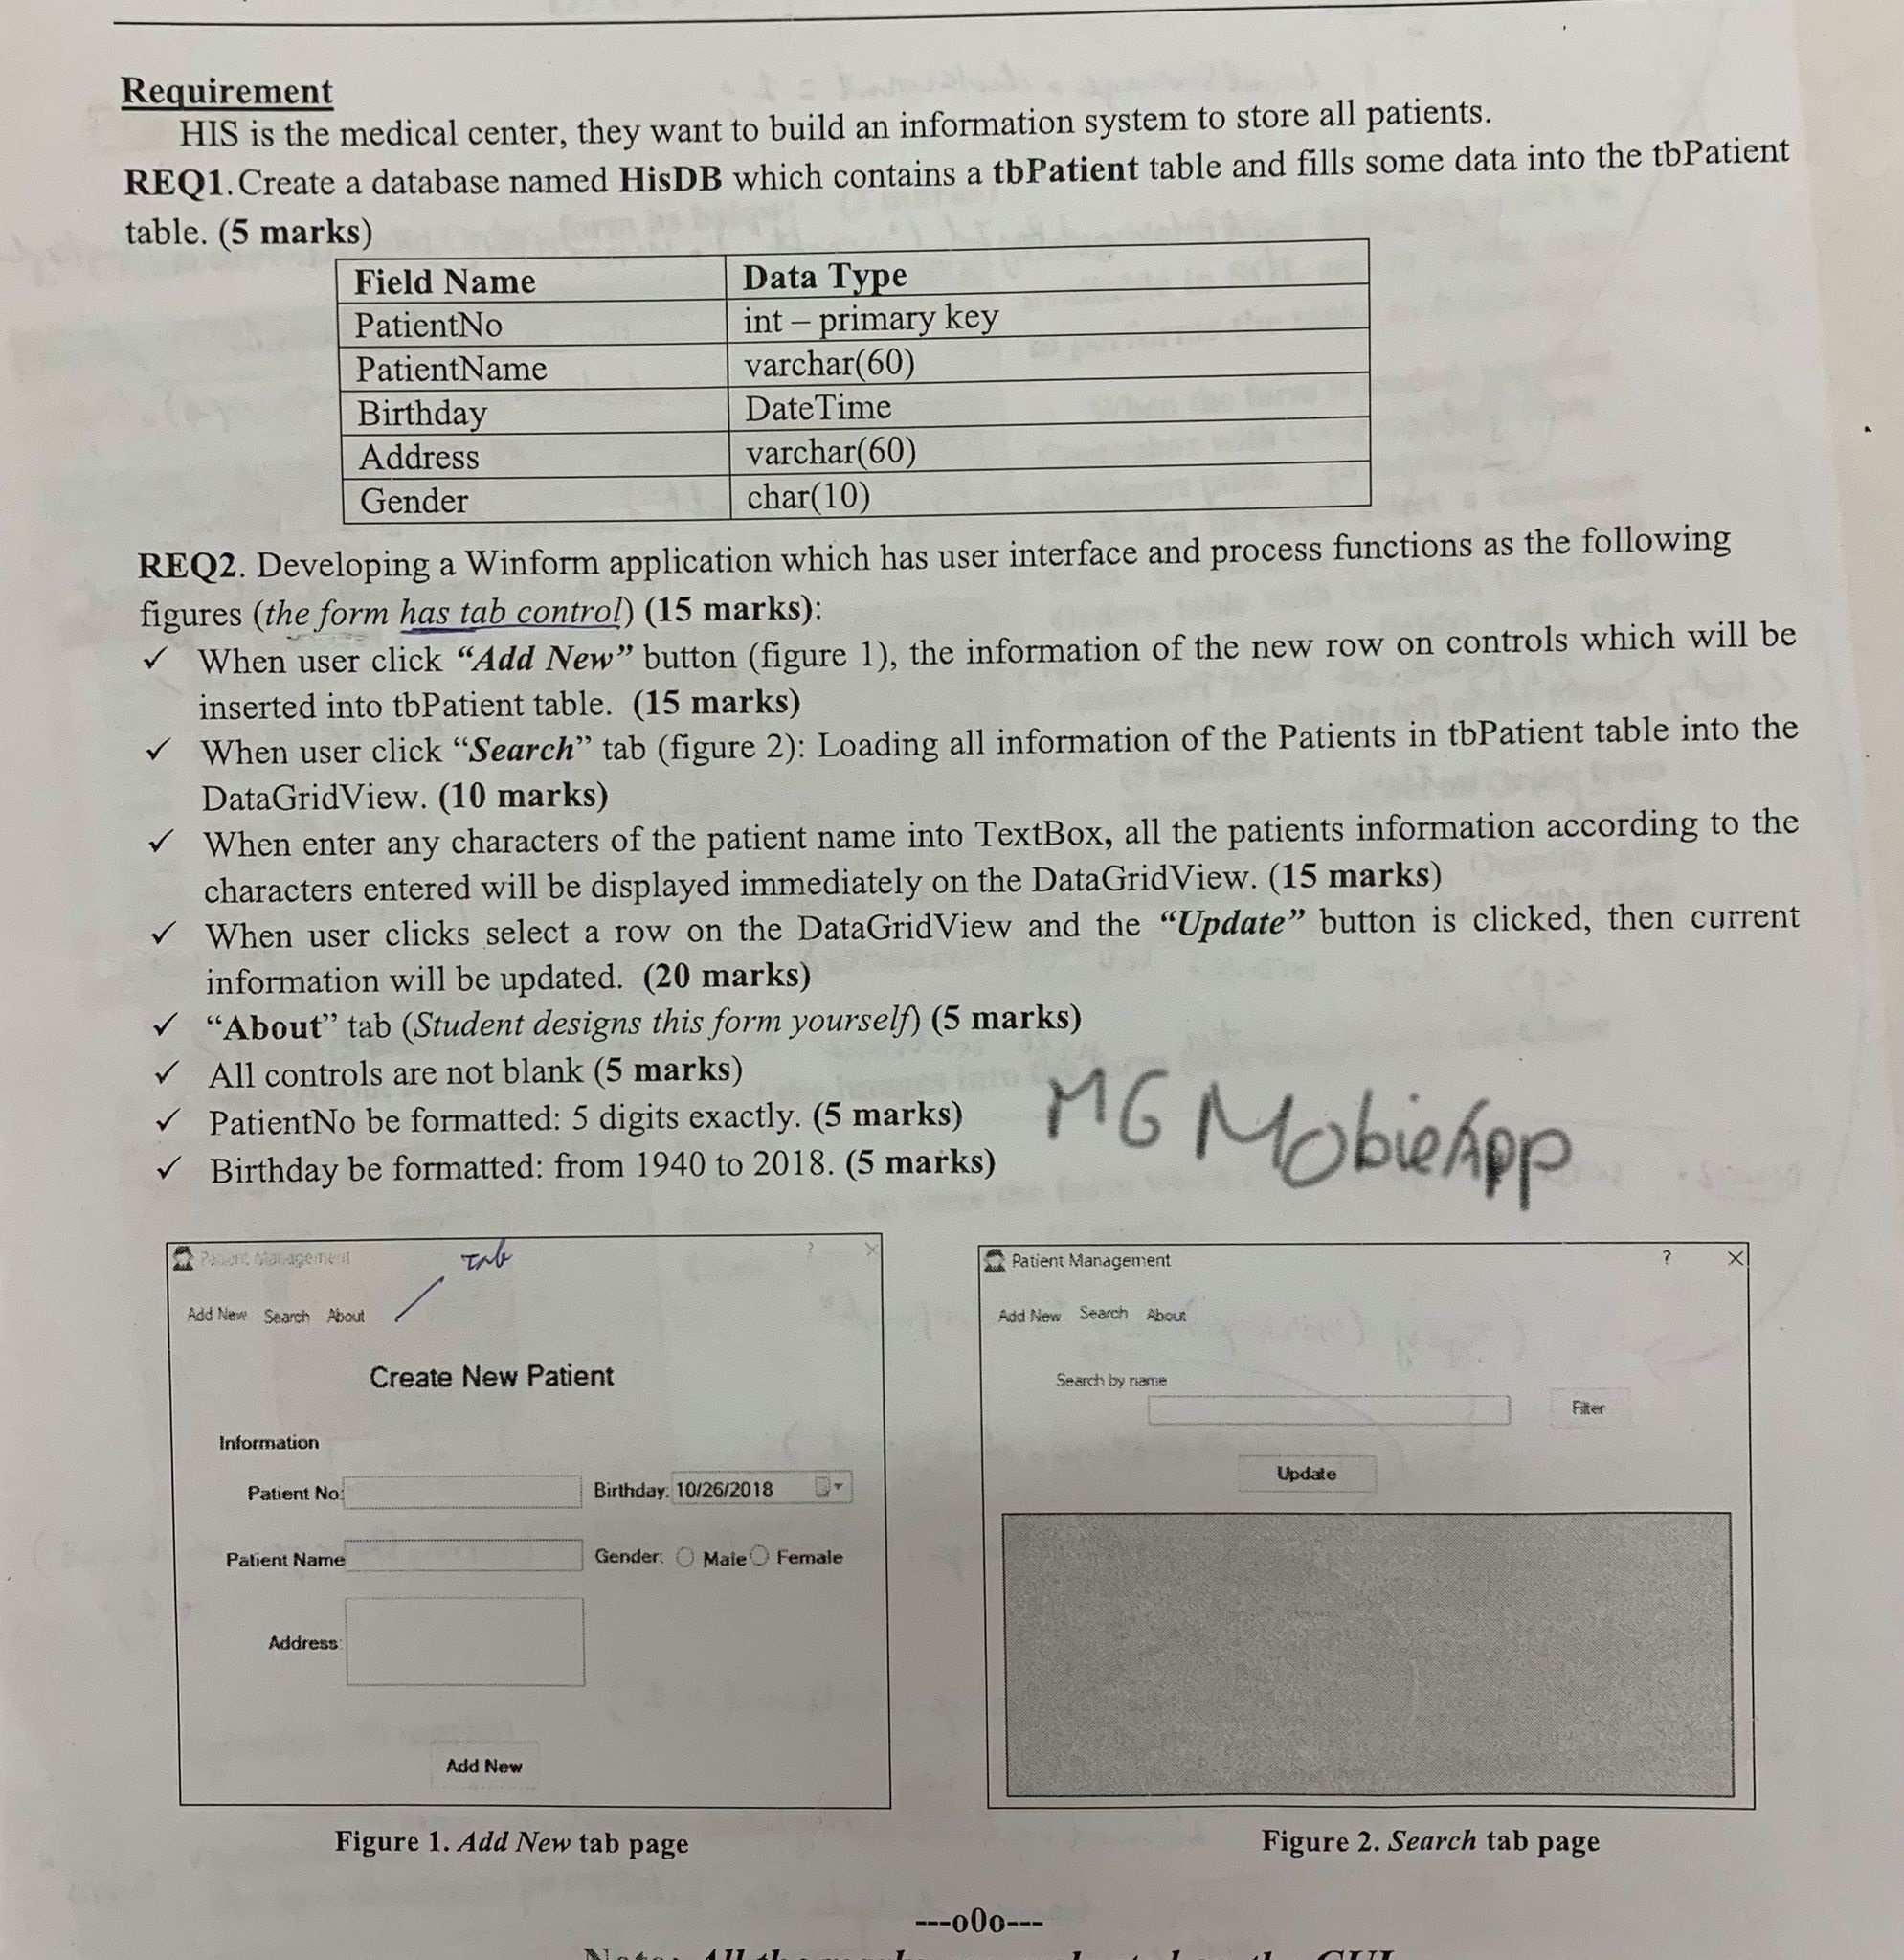 Requirement
HIS is the medical center, they want to build an information system to store all patients.
REQ1. Create a database named HisDB which contains a tbPatient table and fills some data into the tbPatient
table. (5 marks)
Field Name Data Type
PatientNo int – primary key
PatientName varchar(60)
Birthday DateTime
Address varchar(60)
Gender char(10)
REQ2. Developing a Winform application which has user interface and process functions as the following
figures (the form has tab control) (15 marks):
✓ When user click “Add New” button (figure 1), the information of the new row on controls which will be
inserted into tbPatient table. (15 marks)
✓ When user click “Search” tab (figure 2): Loading all information of the Patients in tbPatient table into the
DataGridView. (10 marks)
✓ When enter any characters of the patient name into TextBox, all the patients information according to the
characters entered will be displayed immediately on the DataGridView. (15 marks)
✓ When user clicks select a row on the DataGridView and the “Update” button is clicked, then current
information will be updated. (20 marks)
✓ “About” tab (Student designs this form yourself) (5 marks)
✓ All controls are not blank (5 marks)
✓ PatientNo be formatted: 5 digits exactly. (5 marks)
✓ Birthday be formatted: from 1940 to 2018. (5 marks)
MG MobieApp
Patient Management ?
Tab
Add New Search About
Create New Patient
Information
Patient No: Birthday: 10/26/2018
Patient Name Gender: Male Female
Address:
Add New
Figure 1. Add New tab page
Patient Management ?
Add New Search About
Search by name
Filter
Update
Figure 2. Search tab page
---o0o---